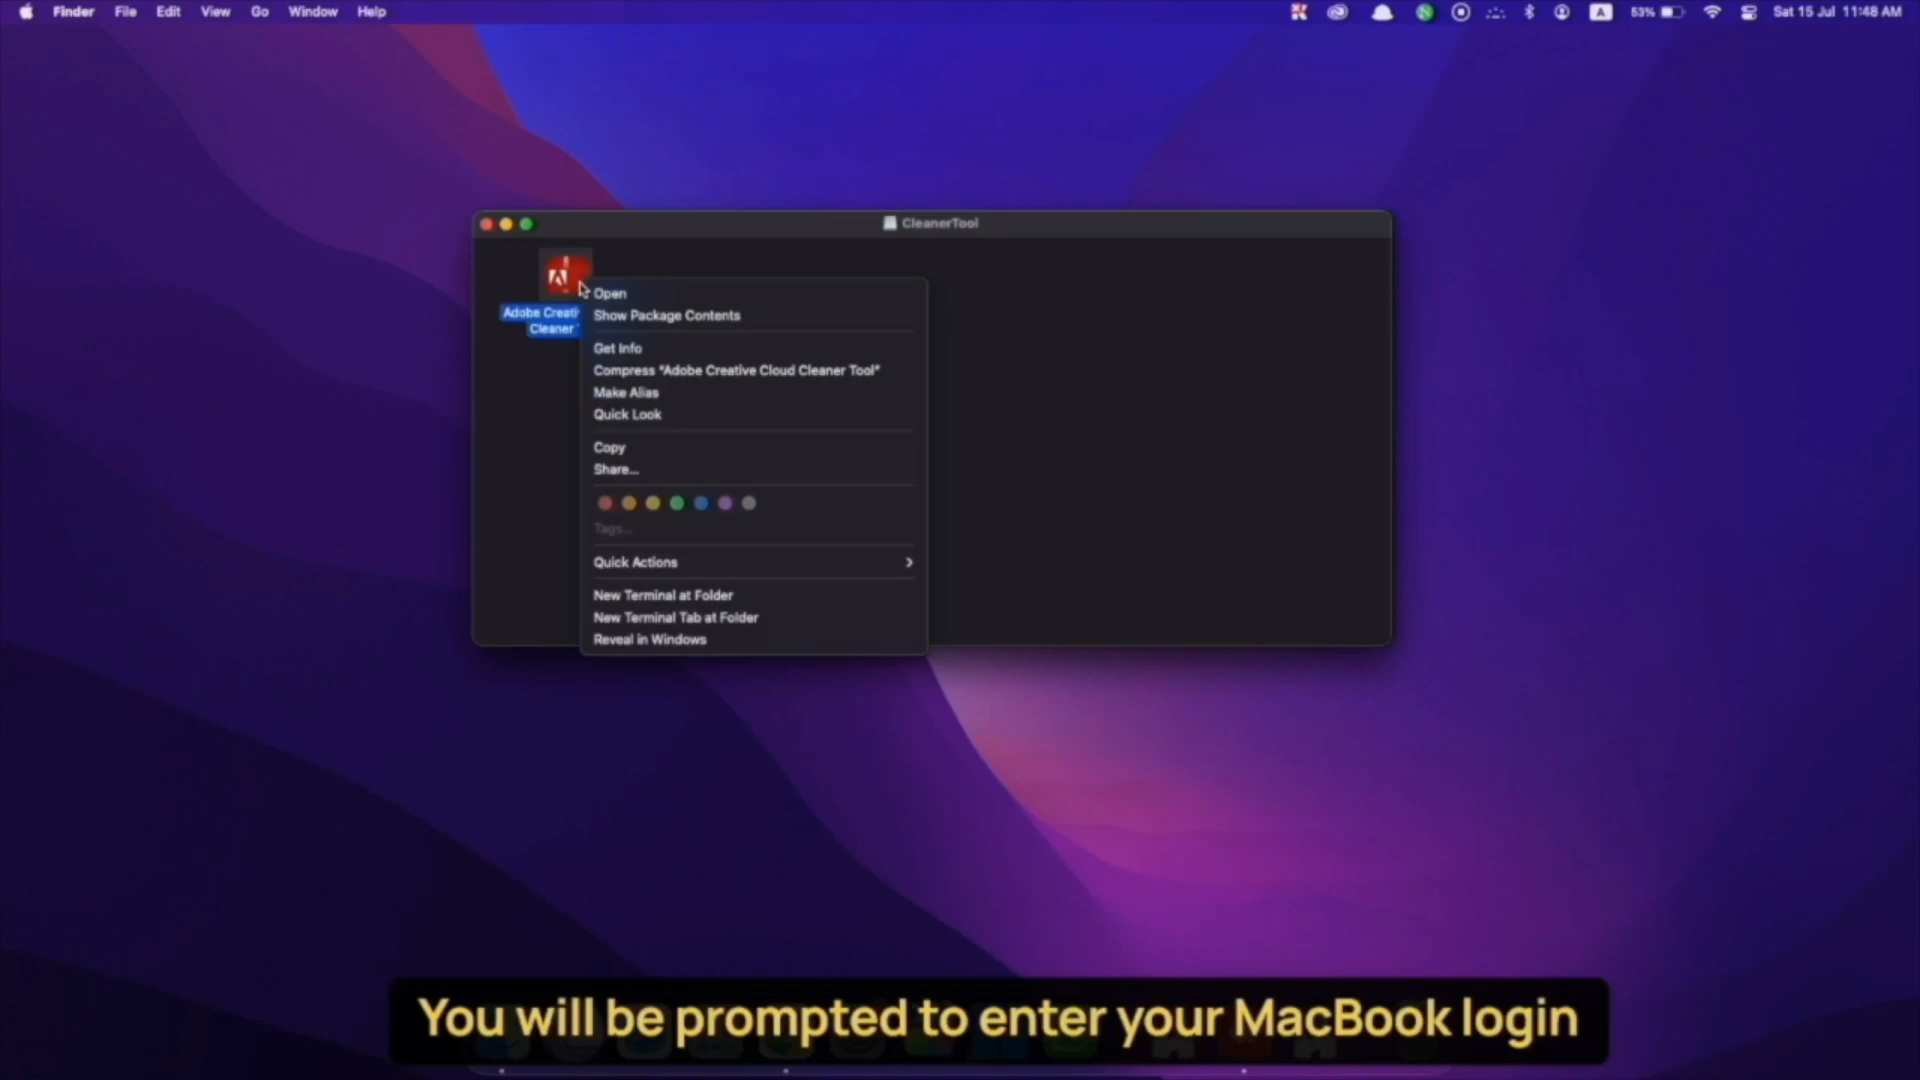 Finder File Edit View Go Window Help
A 53% Sat 15 Jul 11:48 AM
CleanerTool
Adobe Creati
Cleaner
Open
Show Package Contents
Get Info
Compress “Adobe Creative Cloud Cleaner Tool”
Make Alias
Quick Look
Copy
Share...
Tags...
Quick Actions
New Terminal at Folder
New Terminal Tab at Folder
Reveal in Windows
You will be prompted to enter your MacBook login